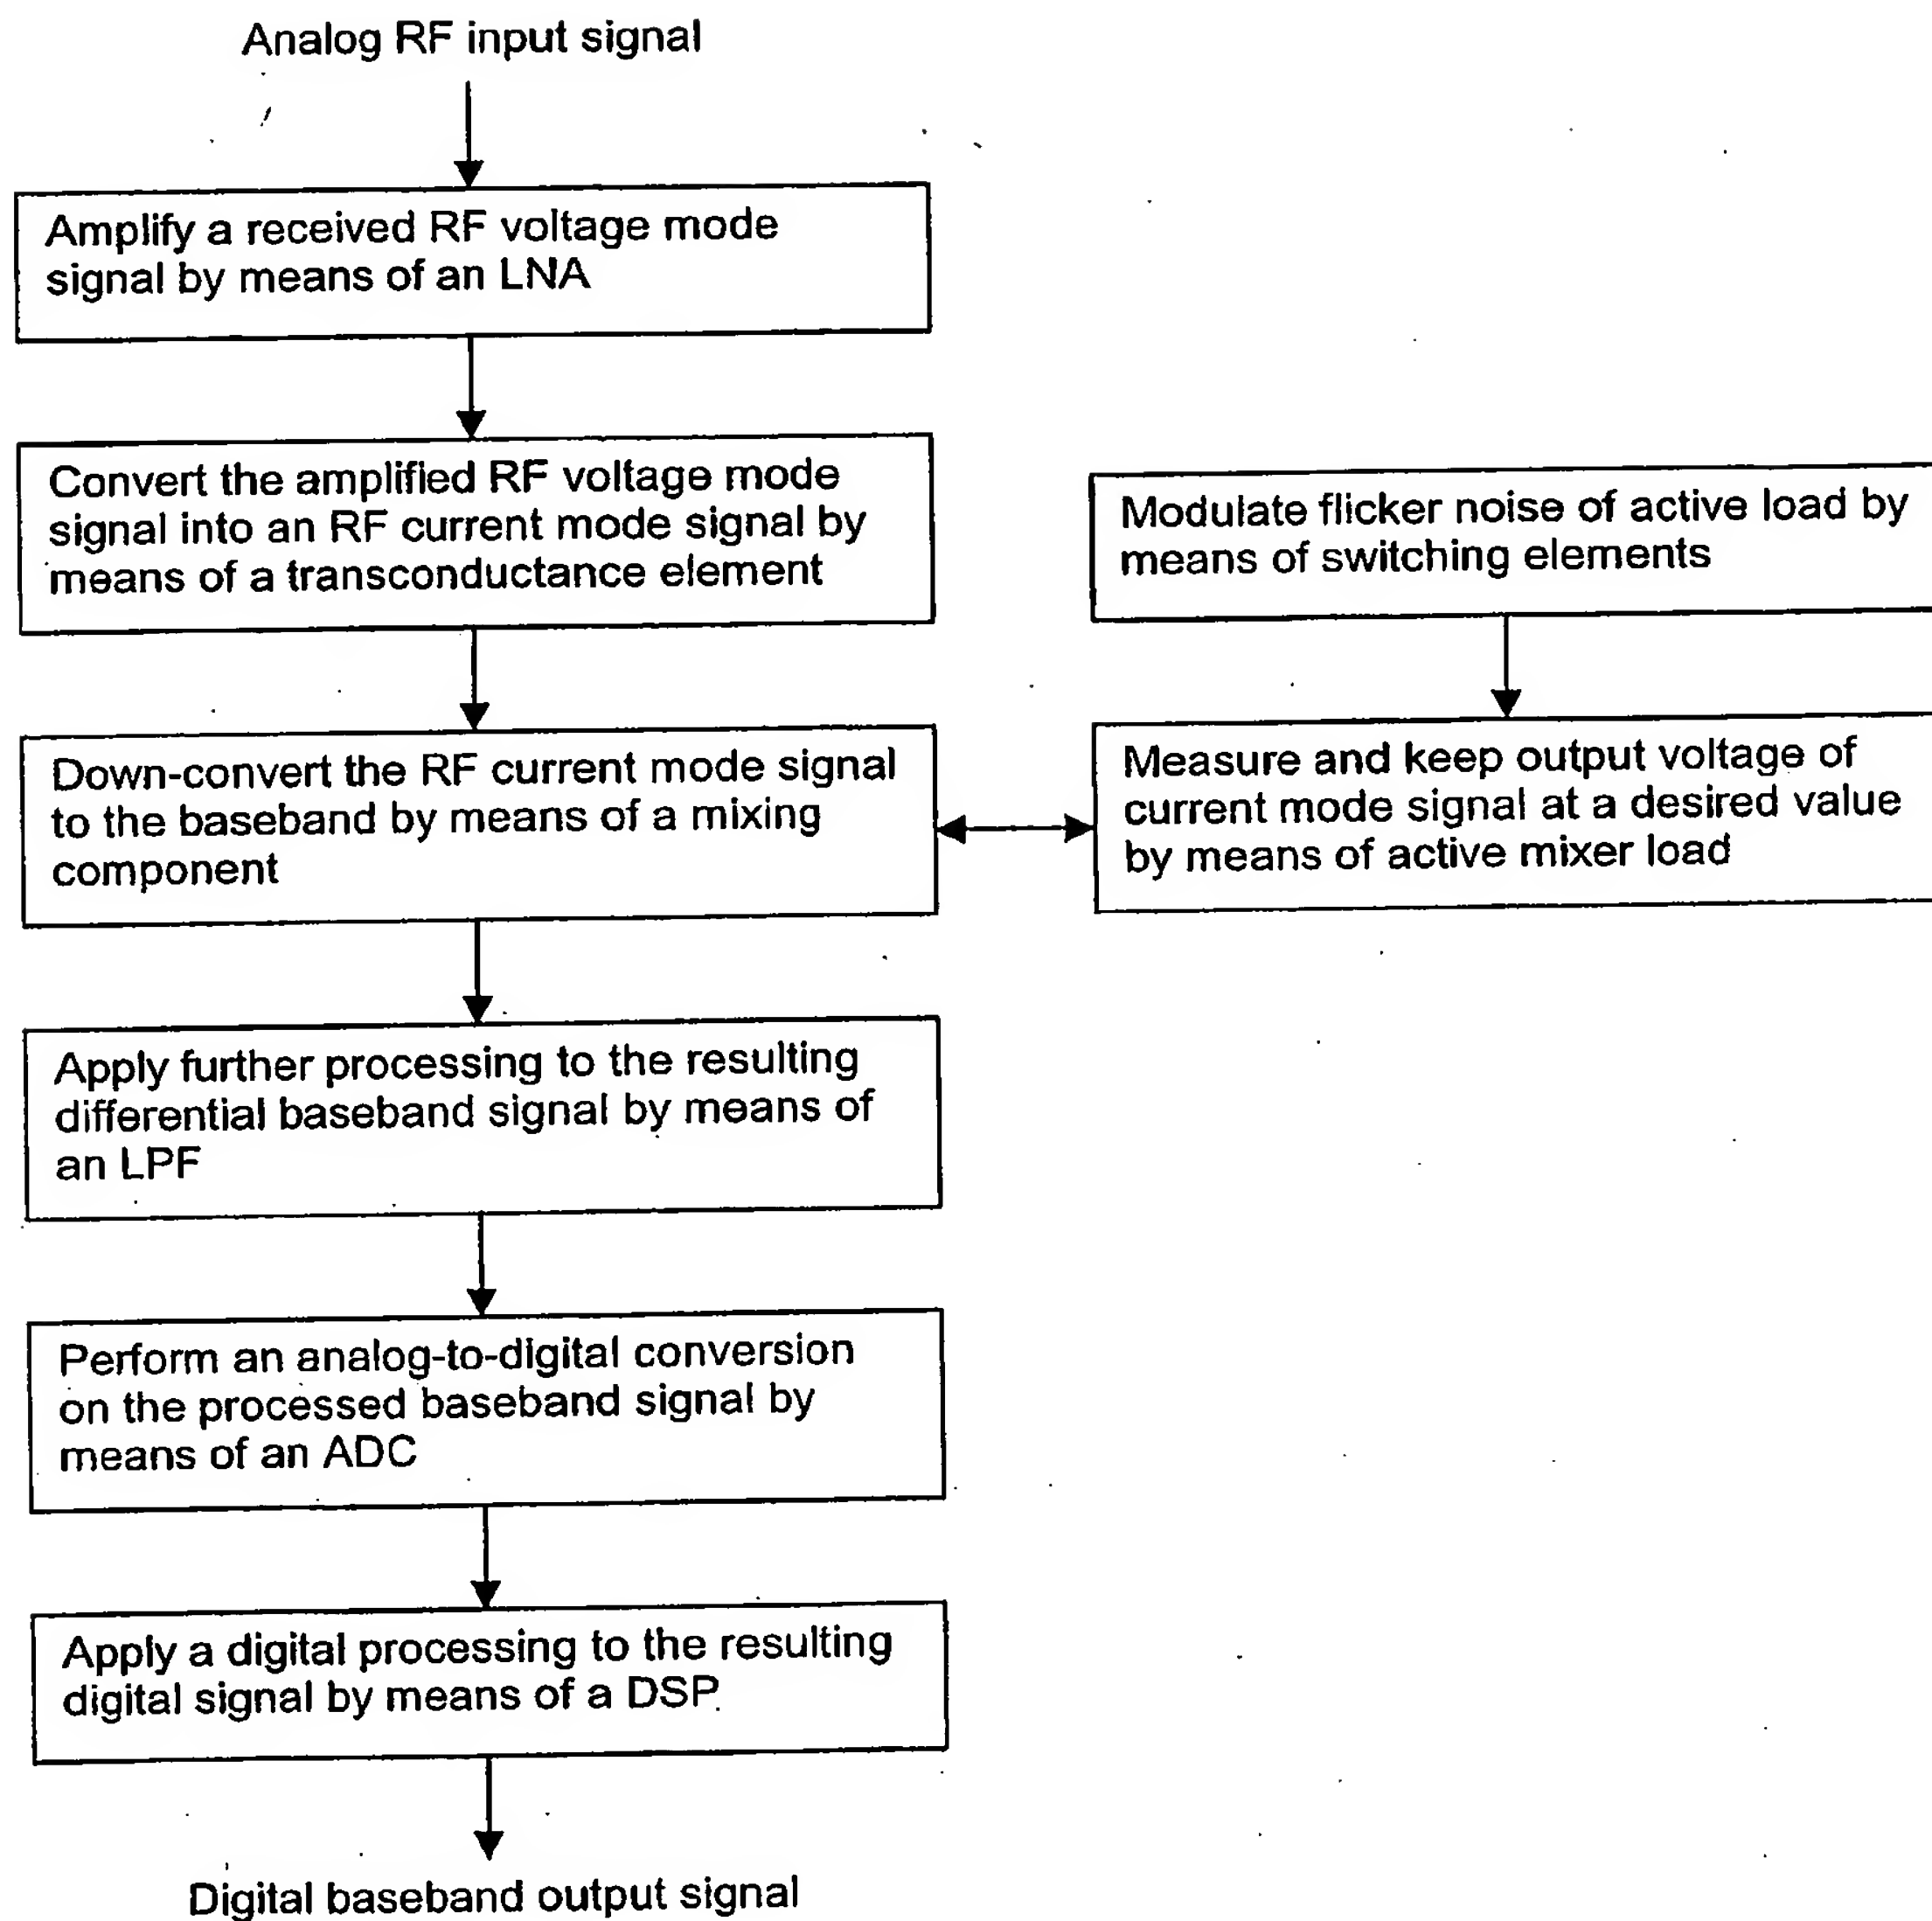 Analog RF input signal
Amplify a received RF voltage mode
signal by means of an LNA
Convert the amplified RF voltage mode
signal into an RF current mode signal by
means of a transconductance element
Modulate flicker noise of active load by
means of switching elements
Down-convert the RF current mode signal
to the baseband by means of a mixing
component
Measure and keep output voltage of
current mode signal at a desired value
by means of active mixer load
Apply further processing to the resulting
differential baseband signal by means of
an LPF
Perform an analog-to-digital conversion
on the processed baseband signal by
means of an ADC
Apply a digital processing to the resulting
digital signal by means of a DSP
Digital baseband output signal